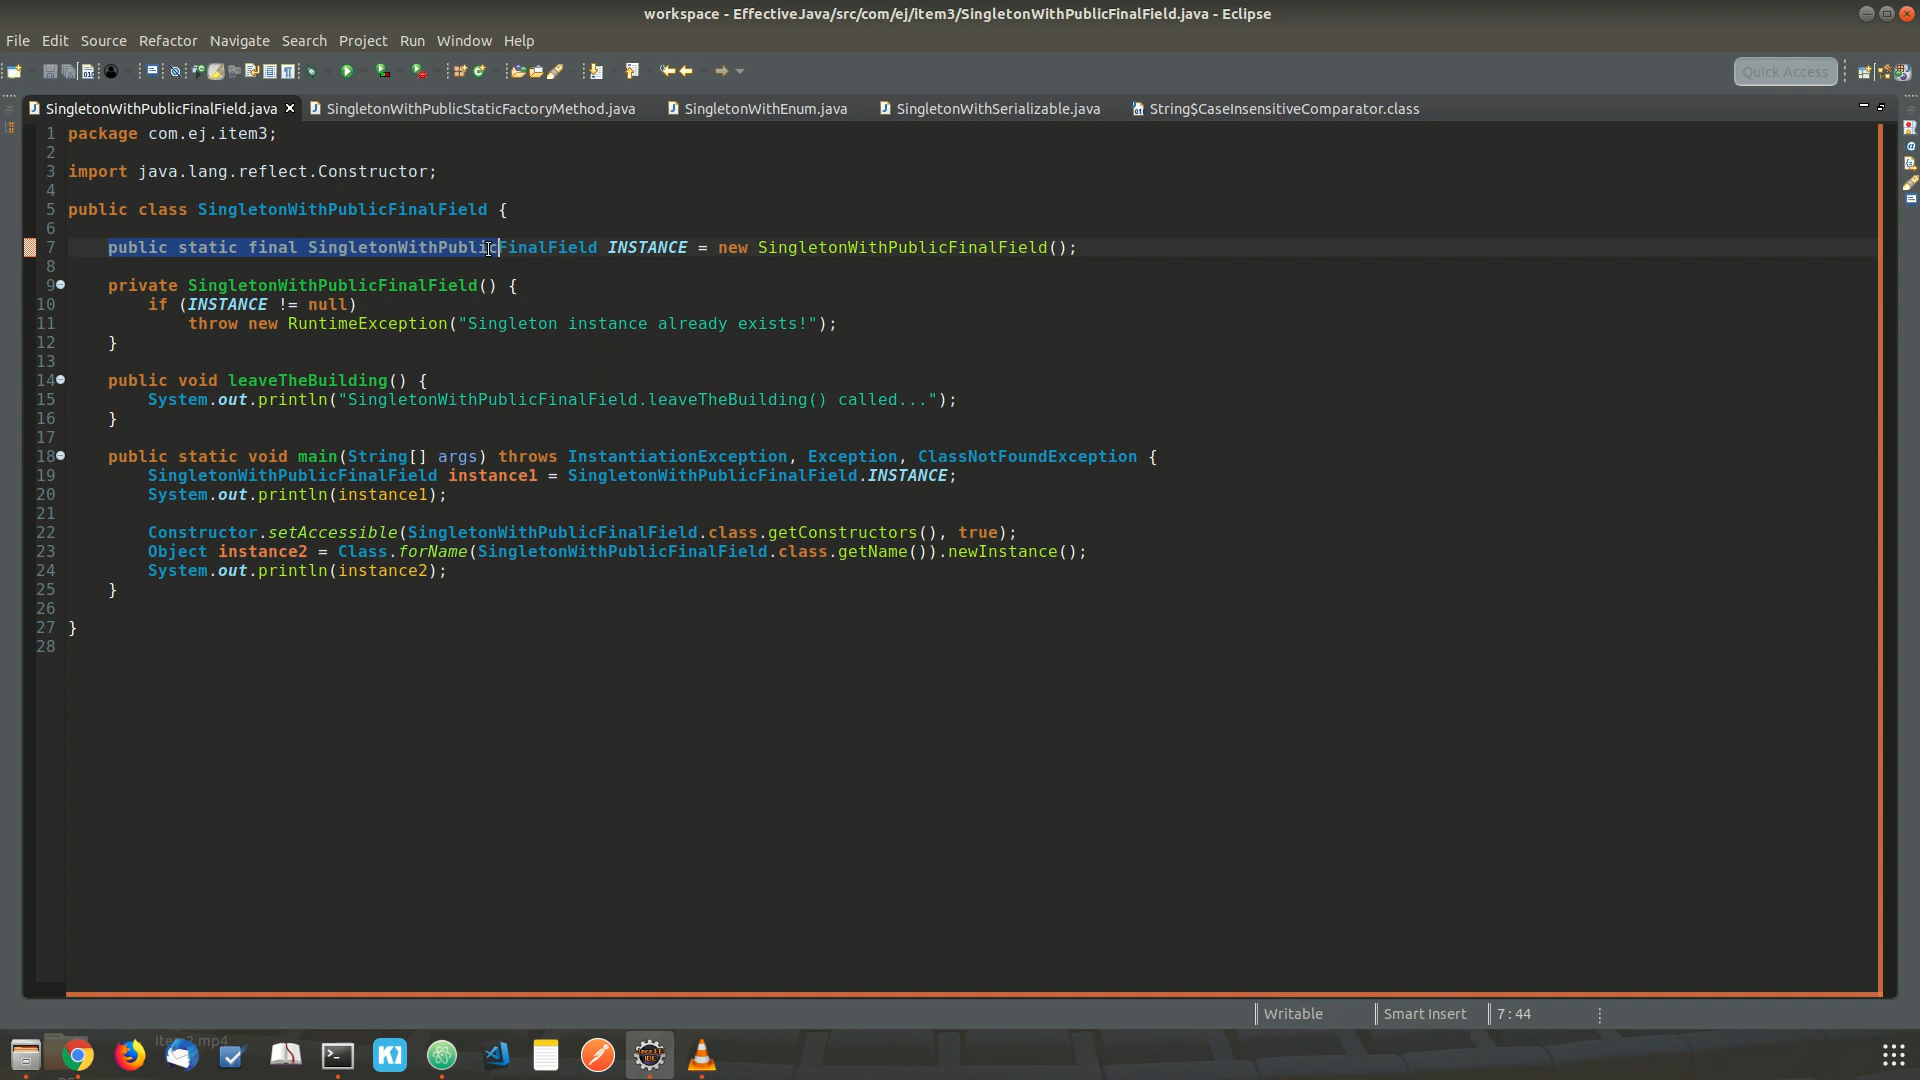 workspace - EffectiveJava/src/com/ej/item3/SingletonWithPublicFinalField.java - Eclipse
File Edit Source Refactor Navigate Search Project Run Window Help
Quick Access
SingletonWithPublicFinalField.java SingletonWithPublicStaticFactoryMethod.java SingletonWithEnum.java SingletonWithSerializable.java String$CaseInsensitiveComparator.class
1 package com.ej.item3;
2
3 import java.lang.reflect.Constructor;
4
5 public class SingletonWithPublicFinalField {
6
7 public static final SingletonWithPublicFinalField INSTANCE = new SingletonWithPublicFinalField();
8
9 private SingletonWithPublicFinalField() {
10 if (INSTANCE != null)
11 throw new RuntimeException("Singleton instance already exists!");
12 }
13
14 public void leaveTheBuilding() {
15 System.out.println("SingletonWithPublicFinalField.leaveTheBuilding() called...");
16 }
17
18 public static void main(String[] args) throws InstantiationException, Exception, ClassNotFoundException {
19 SingletonWithPublicFinalField instance1 = SingletonWithPublicFinalField.INSTANCE;
20 System.out.println(instance1);
21
22 Constructor.setAccessible(SingletonWithPublicFinalField.class.getConstructors(), true);
23 Object instance2 = Class.forName(SingletonWithPublicFinalField.class.getName()).newInstance();
24 System.out.println(instance2);
25 }
26
27 }
28
Writable Smart Insert 7:44